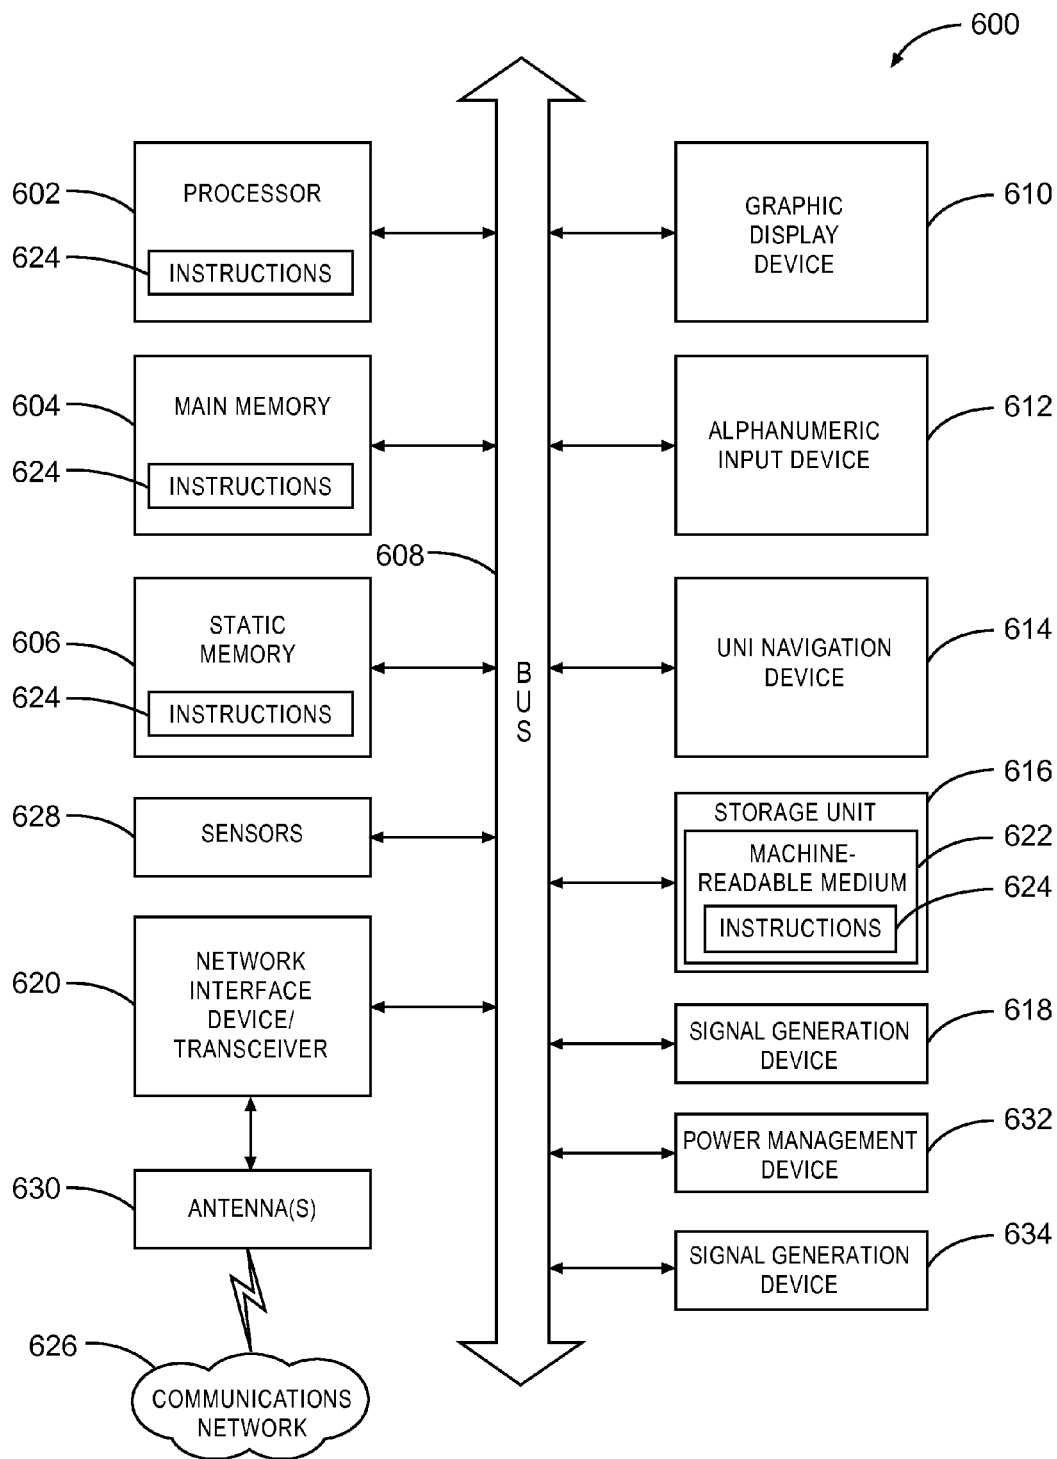 600
602
PROCESSOR
624
INSTRUCTIONS
604
MAIN MEMORY
624
INSTRUCTIONS
606
STATIC
MEMORY
624
INSTRUCTIONS
628
SENSORS
620
NETWORK
INTERFACE
DEVICE/
TRANSCEIVER
630
ANTENNA(S)
626
COMMUNICATIONS
NETWORK
608
BUS
GRAPHIC
DISPLAY
DEVICE
610
ALPHANUMERIC
INPUT DEVICE
612
UNI NAVIGATION
DEVICE
614
616
STORAGE UNIT
622
MACHINE-
READABLE MEDIUM
624
INSTRUCTIONS
618
SIGNAL GENERATION
DEVICE
632
POWER MANAGEMENT
DEVICE
634
SIGNAL GENERATION
DEVICE